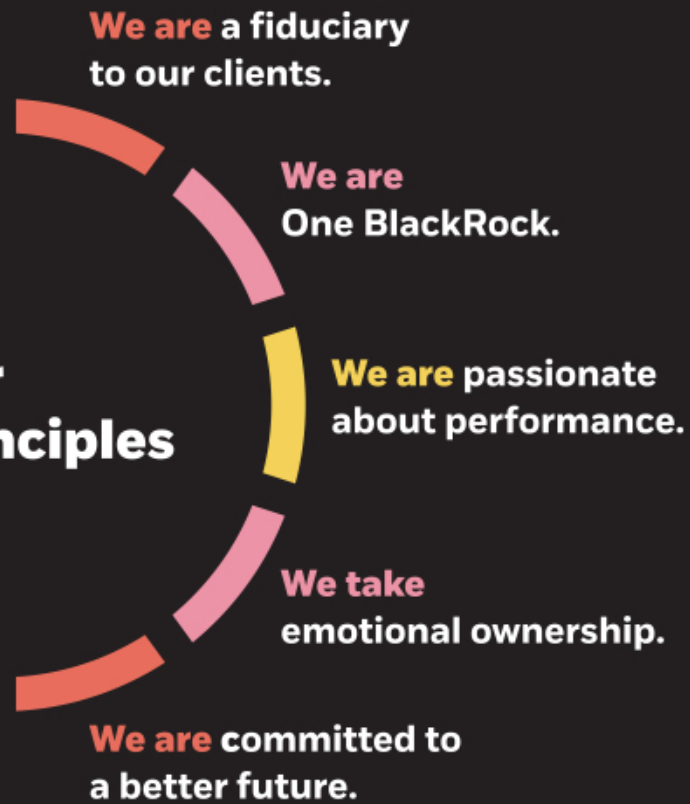 We are a fiduciary
to our clients.
We are
One BlackRock.
We are passionate
about performance.
nciples
We take
emotional ownership.
We are committed to
a better future.